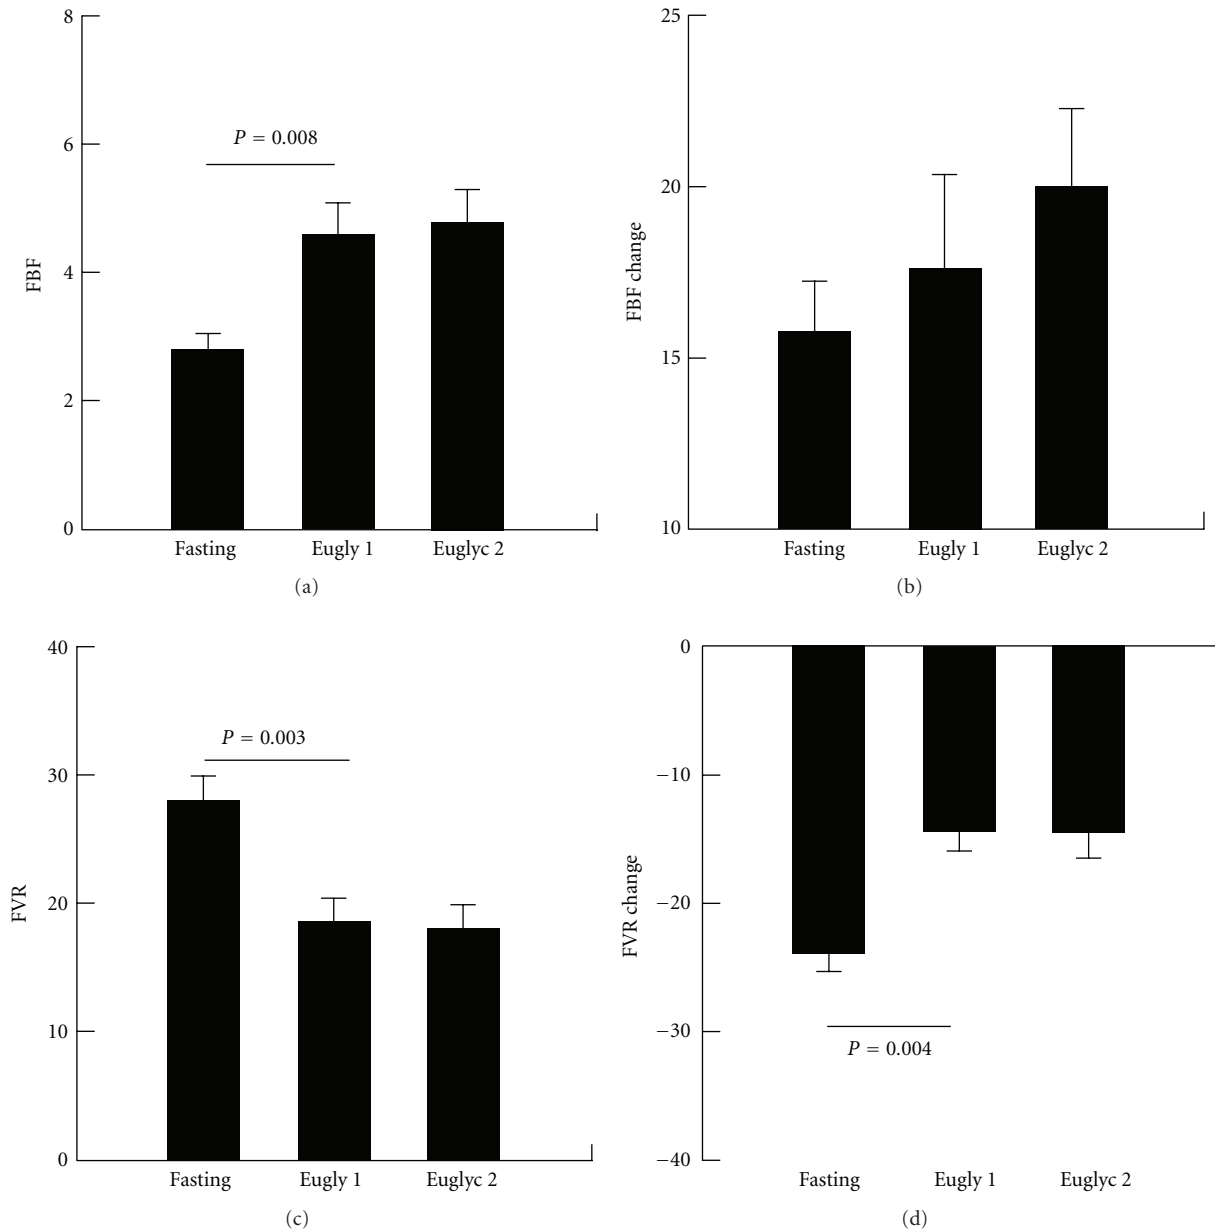 8
6
4
2
0
FBF
P = 0.008
Fasting Eugly 1 Euglyc 2
(a)
25
20
15
10
FBF change
Fasting Eugly 1 Euglyc 2
(b)
40
30
20
10
0
FVR
P = 0.003
Fasting Eugly 1 Euglyc 2
(c)
0
−10
−20
−30
−40
FVR change
P = 0.004
Fasting Eugly 1 Euglyc 2
(d)